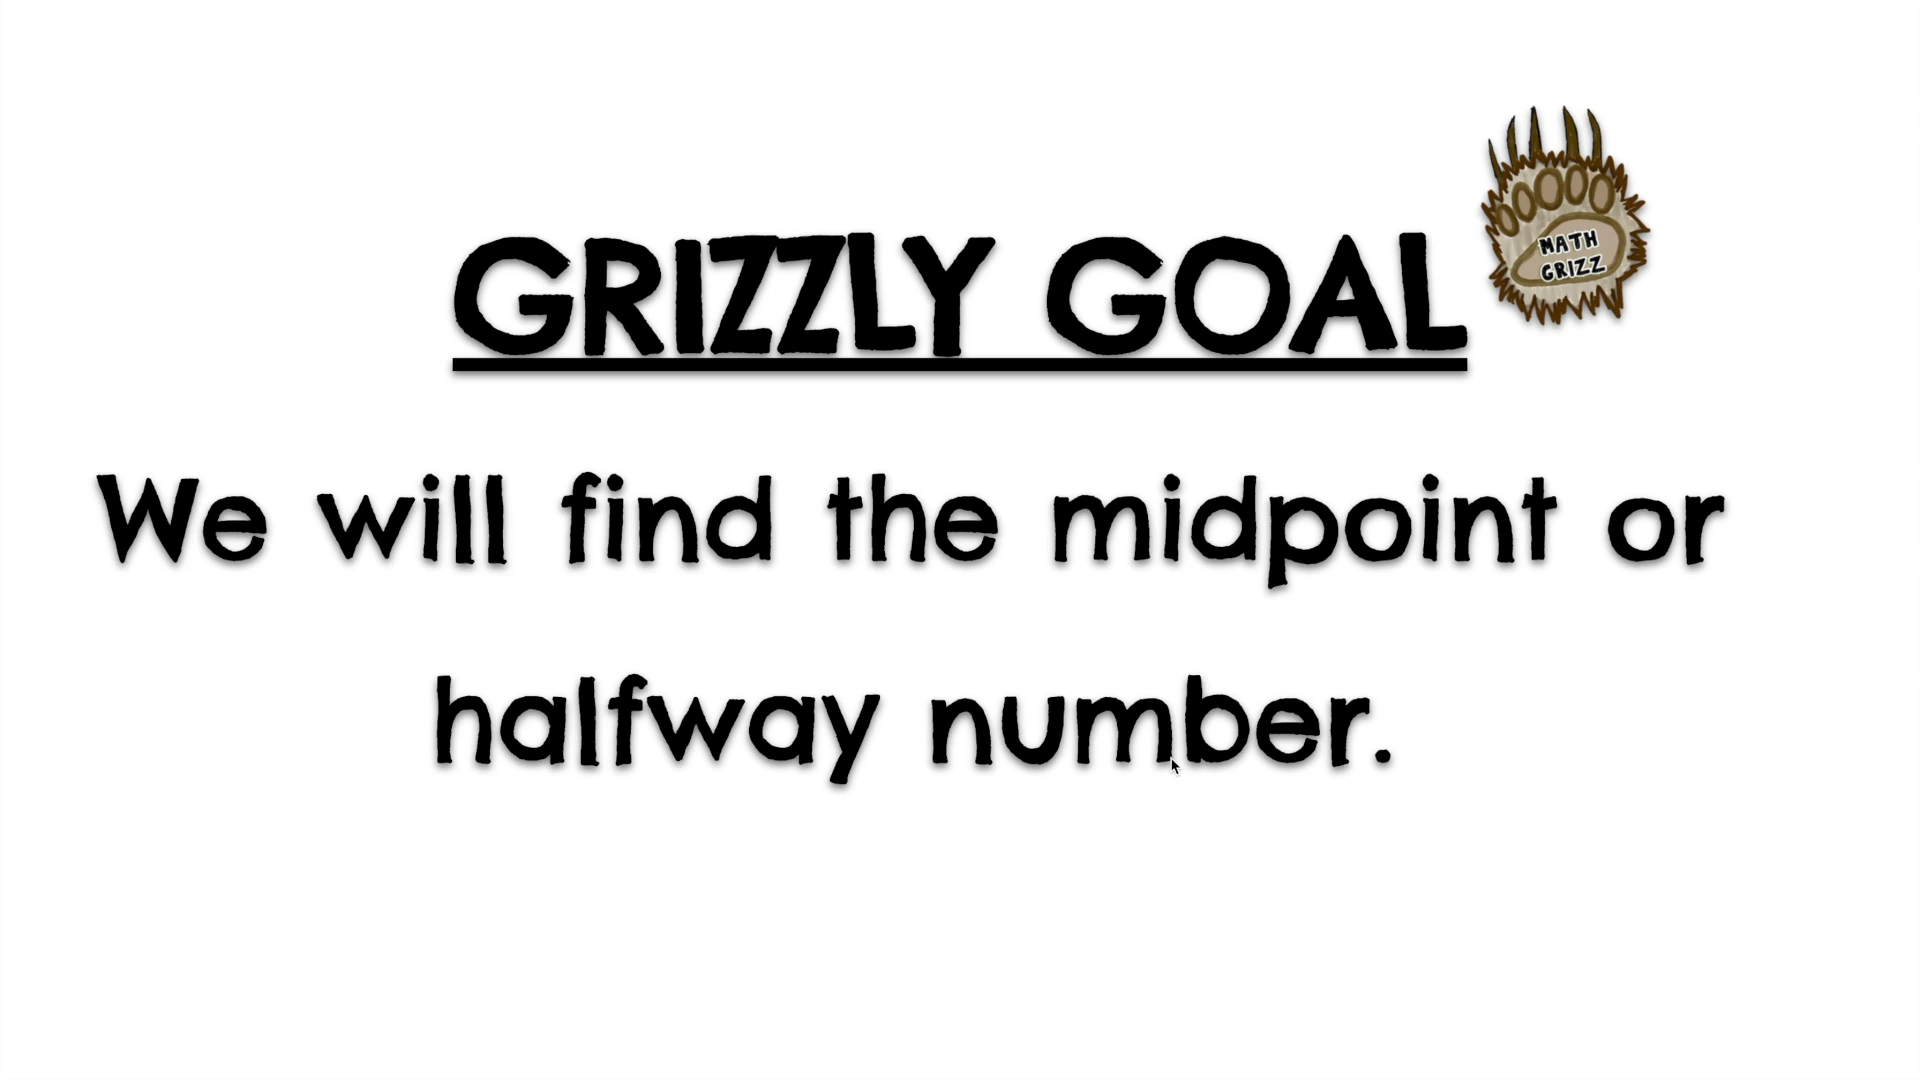 GRIZZLY GOAL
MATH
GRIZZ
We will find the midpoint or
halfway number.